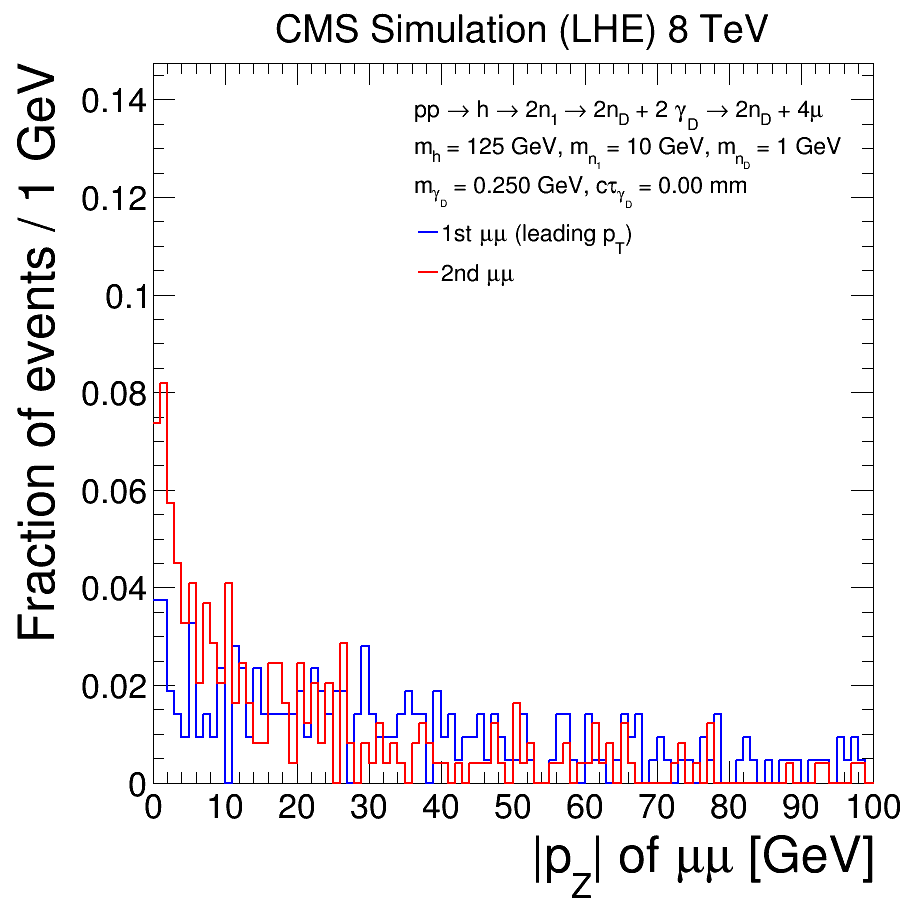 CMS Simulation (LHE) 8 TeV
Fraction of events / 1 GeV
0.14
0.12
0.1
0.08
0.06
0.04
0.02
0
pp → h → 2n₁ → 2n_D + 2 γ_D → 2n_D + 4μ
m_h = 125 GeV, m_n₁ = 10 GeV, m_n_D = 1 GeV
m_γ_D = 0.250 GeV, cτ_γ_D = 0.00 mm
1st μμ (leading p_T)
2nd μμ
0 10 20 30 40 50 60 70 80 90 100
|p_Z| of μμ [GeV]